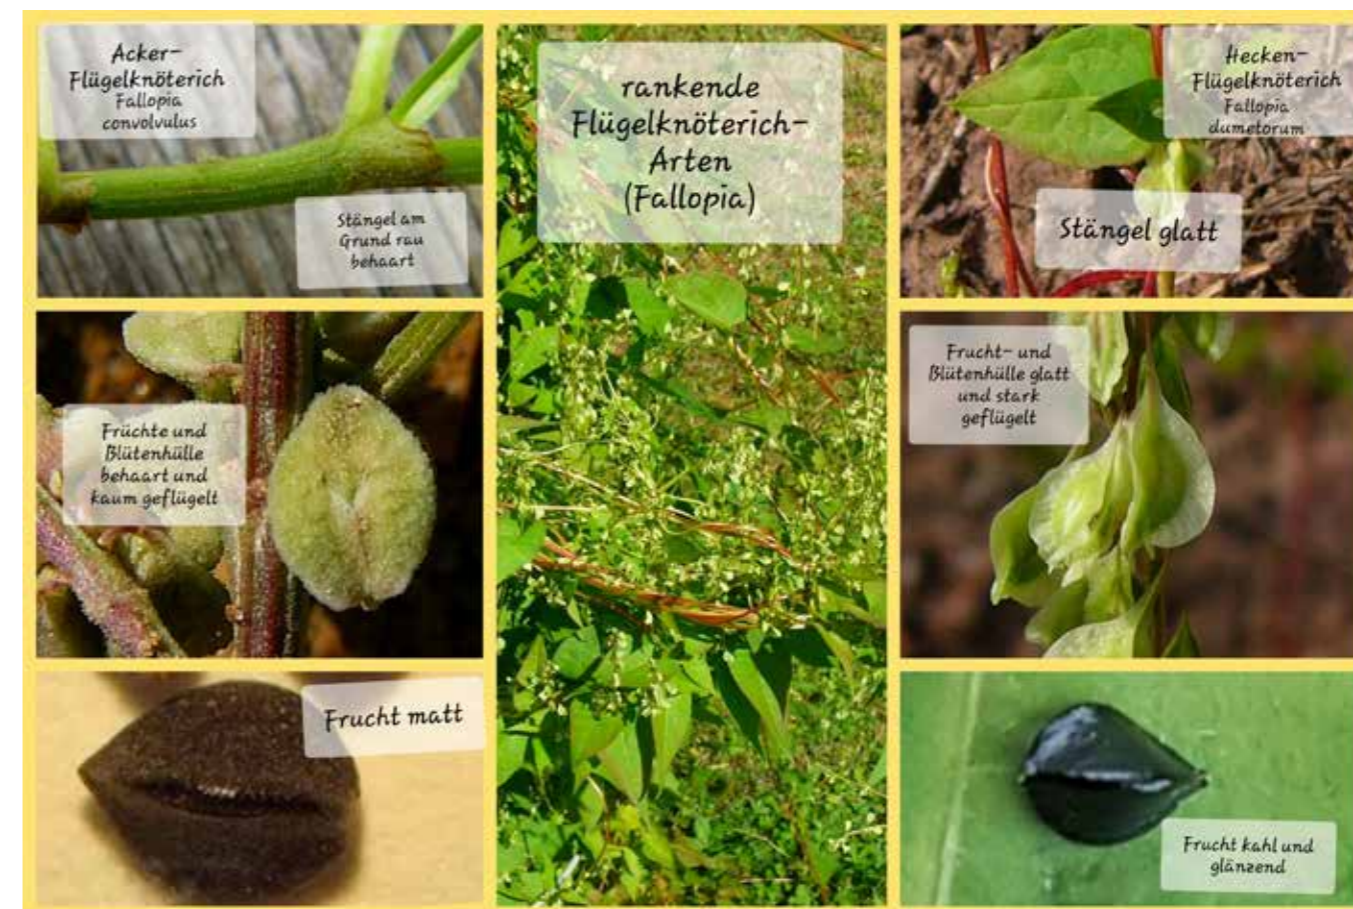 Acker-
Flügelknöterich
Fallopia
convolvulus
Stängel am
Grund rau
behaart
Früchte und
Blütenhülle
behaart und
kaum geflügelt
Frucht matt
rankende
Flügelknöterich-
Arten
(Fallopia)
Hecken-
Flügelknöterich
Fallopia
dumetorum
Stängel glatt
Frucht- und
Blütenhülle glatt
und stark
geflügelt
Frucht kahl und
glänzend